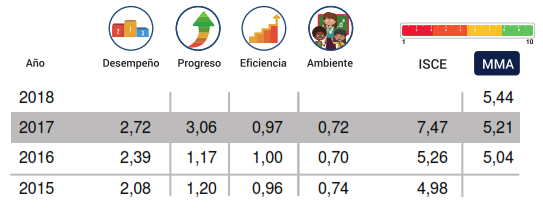 1 10
Año Desempeño Progreso Eficiencia Ambiente ISCE MMA
2018 5,44
2017 2,72 3,06 0,97 0,72 7,47 5,21
2016 2,39 1,17 1,00 0,70 5,26 5,04
2015 2,08 1,20 0,96 0,74 4,98